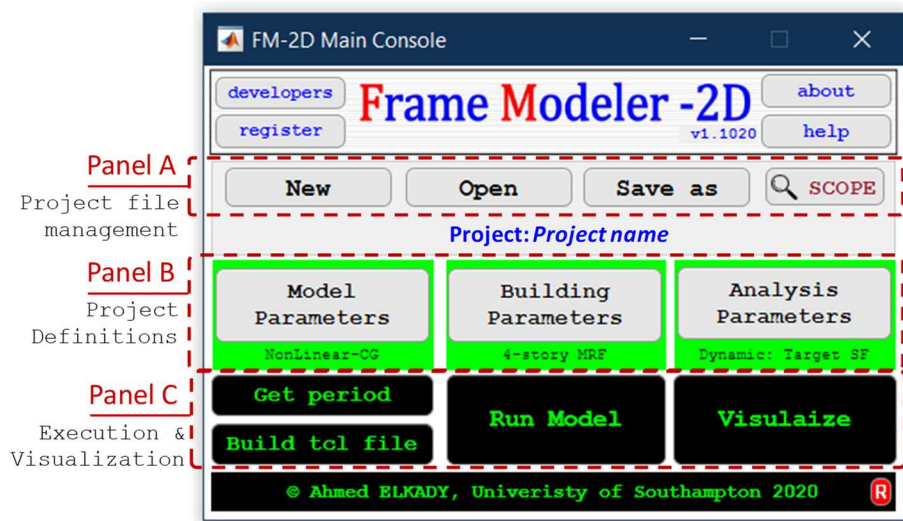 FM-2D Main Console
developers
register
Frame Modeler -2D
v1.1020
about
help
Panel A
Project file
management
New
Open
Save as
SCOPE
Project: Project name
Panel B
Project
Definitions
Model
Parameters
NonLinear-CG
Building
Parameters
4-story MRF
Analysis
Parameters
Dynamic: Target SF
Panel C
Execution &
Visualization
Get period
Build tcl file
Run Model
Visulaize
© Ahmed ELKADY, Univeristy of Southampton 2020
R